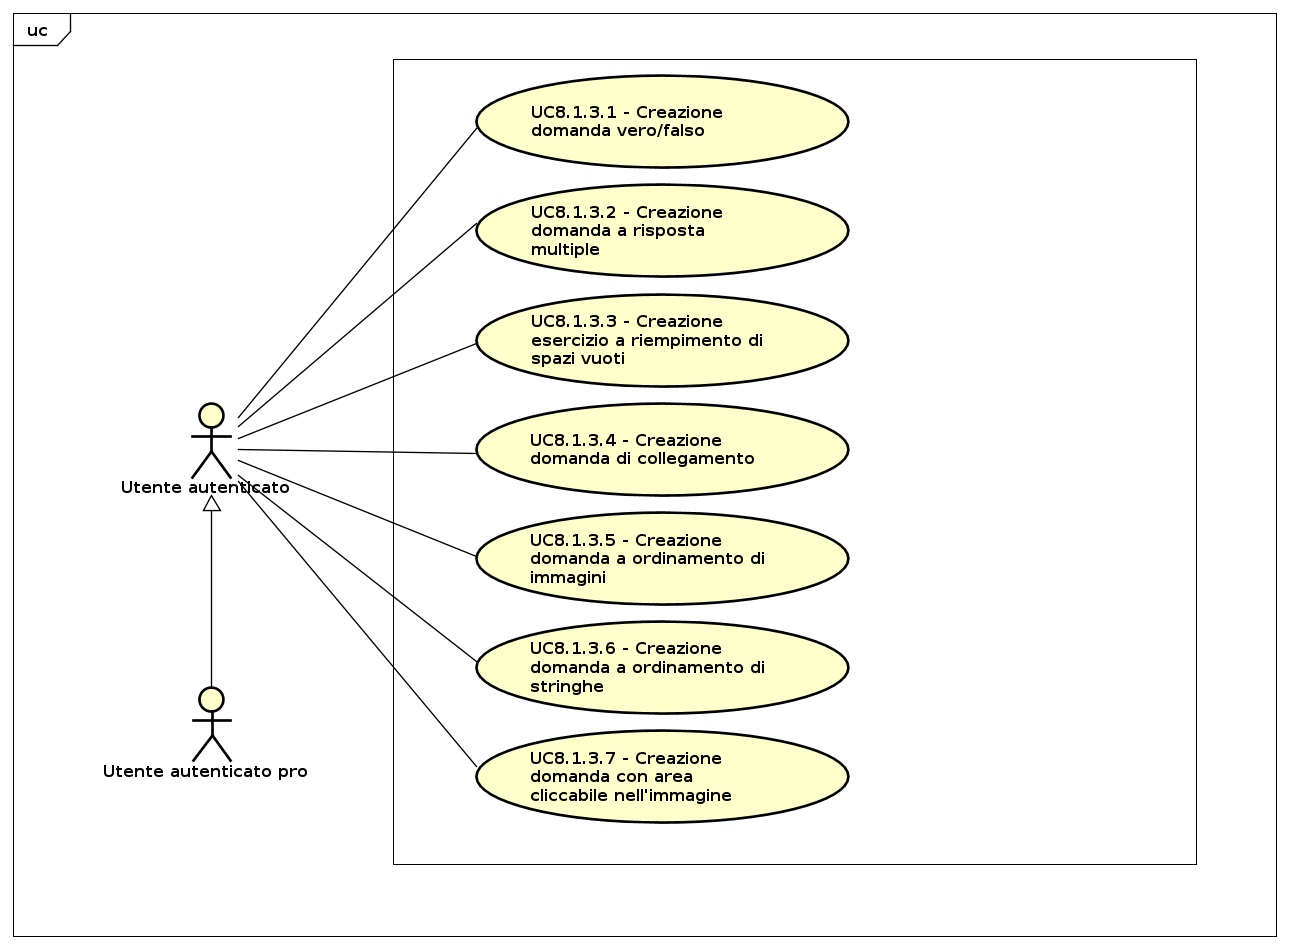 uc
UC8.1.3.1 - Creazione
domanda vero/falso
UC8.1.3.2 - Creazione
domanda a risposta
multiple
UC8.1.3.3 - Creazione
esercizio a riempimento di
spazi vuoti
UC8.1.3.4 - Creazione
domanda di collegamento
Utente autenticato
UC8.1.3.5 - Creazione
domanda a ordinamento di
immagini
UC8.1.3.6 - Creazione
domanda a ordinamento di
stringhe
UC8.1.3.7 - Creazione
domanda con area
cliccabile nell'immagine
Utente autenticato pro